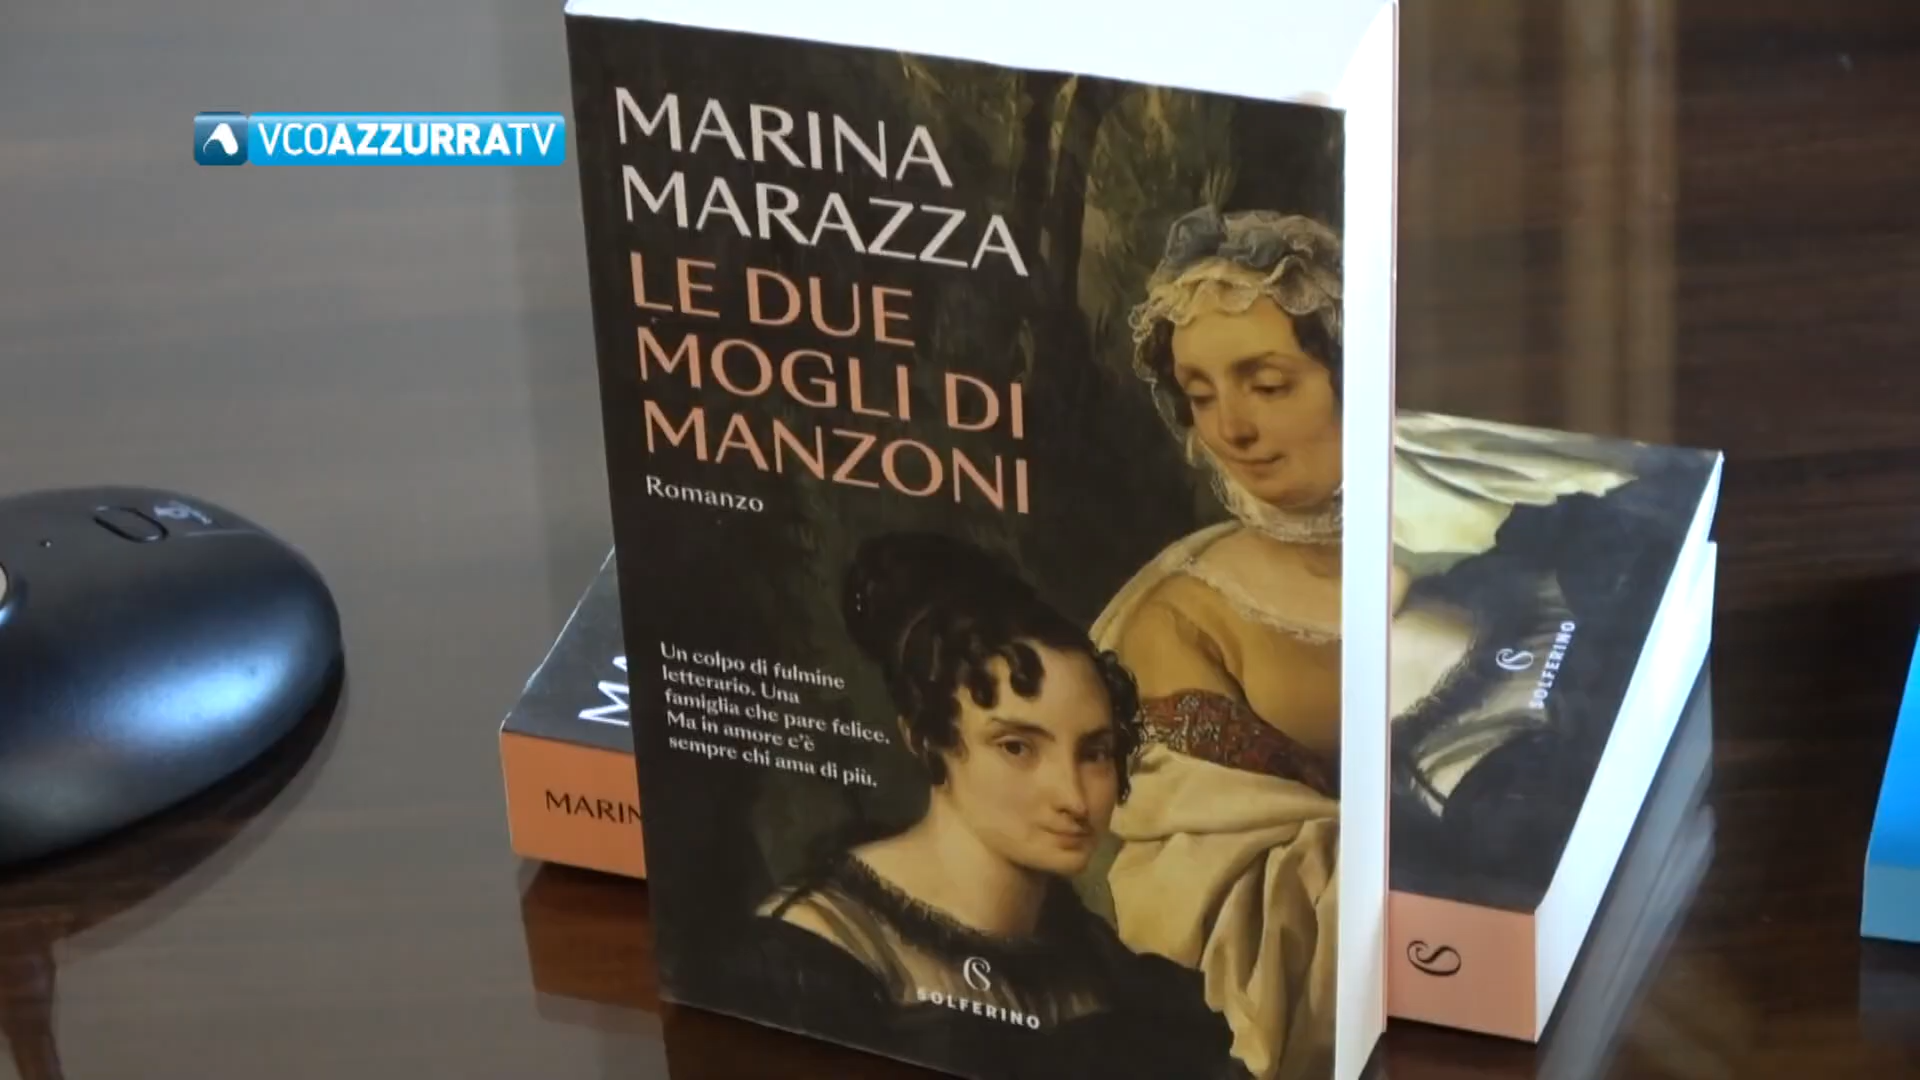 VCOAZZURRATV
MARINA
MARAZZA
LE DUE
MOGLI DI
MANZONI
Romanzo
Un colpo di fulmine
letterario. Una
famiglia che pare felice.
Ma in amore c'è
sempre chi ama di più.
SOLFERINO
MA
MARIN
SOLFERINO